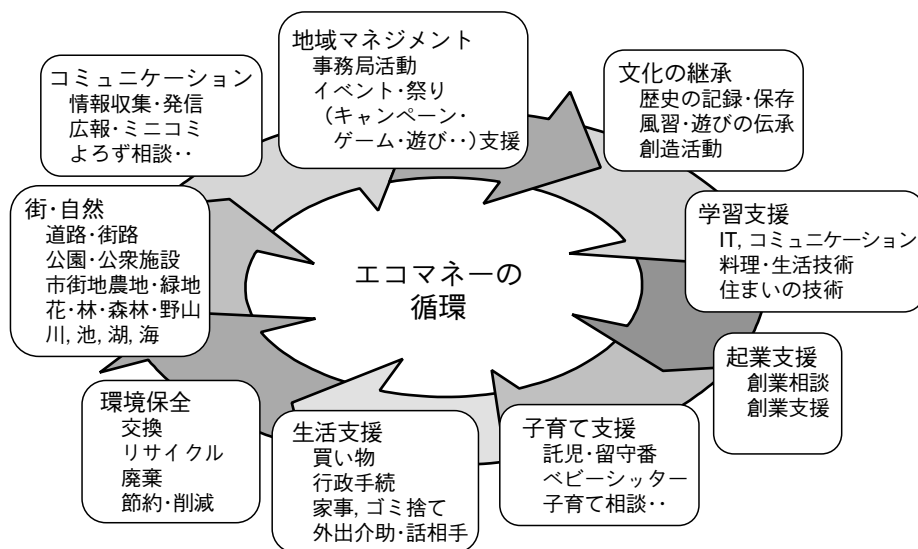 地域マネジメント
事務局活動
イベント・祭り
(キャンペーン・
ゲーム・遊び‥)支援
文化の継承
歴史の記録・保存
風習・遊びの伝承
創造活動
学習支援
IT, コミュニケーション
料理・生活技術
住まいの技術
起業支援
創業相談
創業支援
子育て支援
託児・留守番
ベビーシッター
子育て相談‥
生活支援
買い物
行政手続
家事, ゴミ捨て
外出介助・話相手
環境保全
交換
リサイクル
廃棄
節約・削減
街・自然
道路・街路
公園・公衆施設
市街地農地・緑地
花・林・森林・野山
川, 池, 湖, 海
コミュニケーション
情報収集・発信
広報・ミニコミ
よろず相談‥
エコマネーの
循環